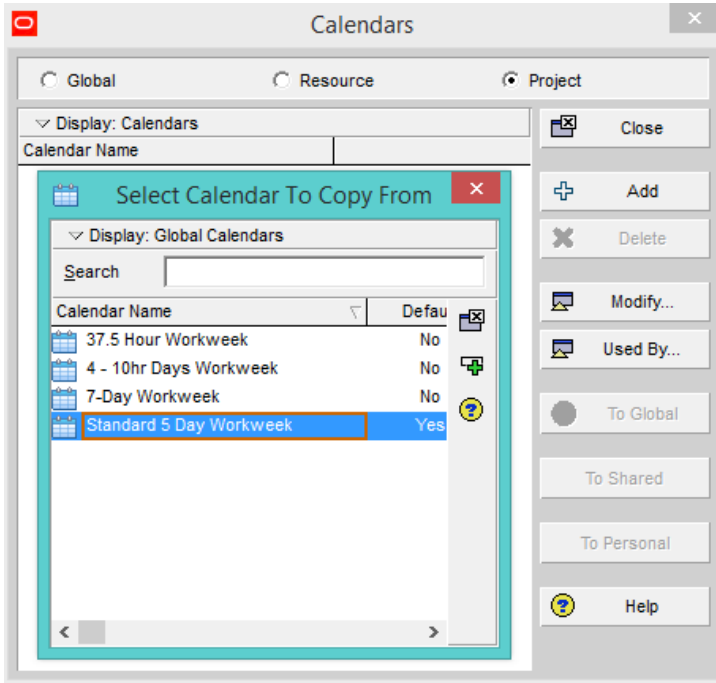 Calendars
Global Resource Project
Display: Calendars
Calendar Name
Close
Select Calendar To Copy From
Add
Display: Global Calendars
Delete
Search
Calendar Name Defau
Modify...
37.5 Hour Workweek No
4 - 10hr Days Workweek No
Used By...
7-Day Workweek No
Standard 5 Day Workweek Yes
To Global
To Shared
To Personal
Help